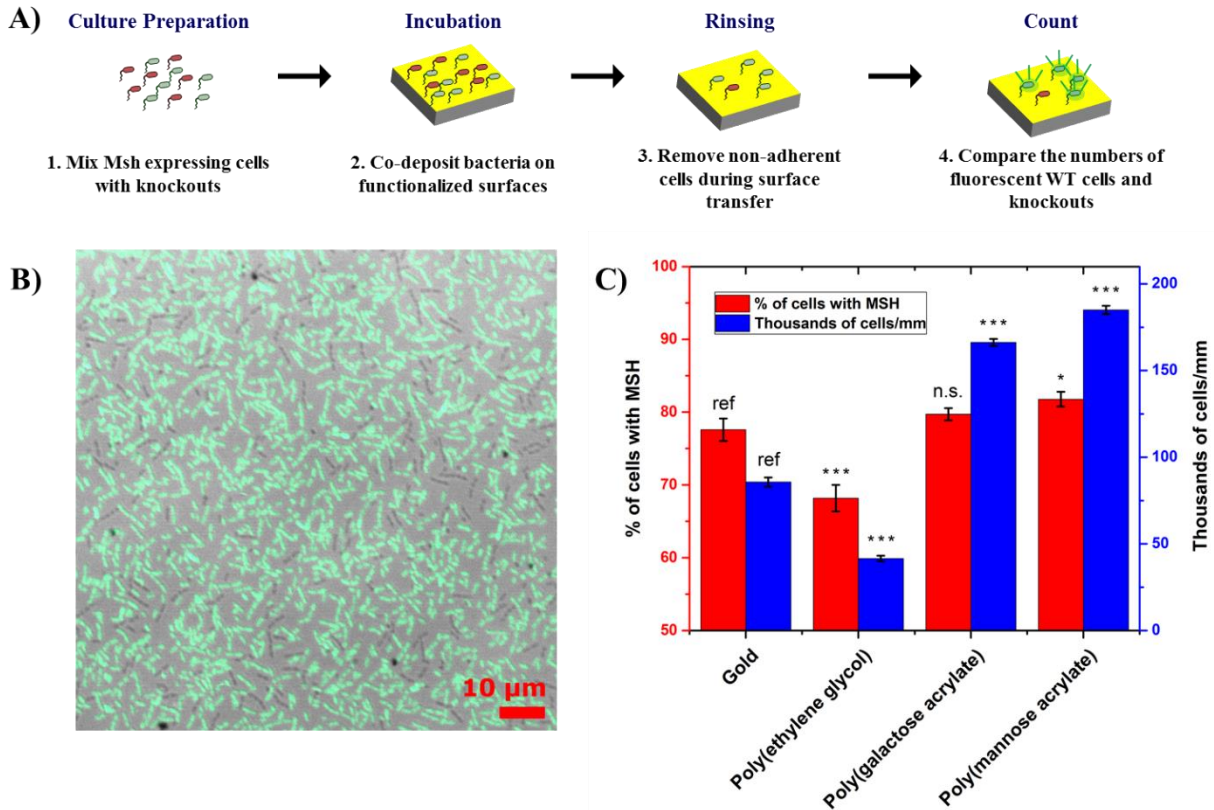 A)
Culture Preparation
Incubation
Rinsing
Count
1. Mix Msh expressing cells
with knockouts
2. Co-deposit bacteria on
functionalized surfaces
3. Remove non-adherent
cells during surface
transfer
4. Compare the numbers of
fluorescent WT cells and
knockouts
B)
10 µm
C)
% of cells with MSH
Thousands of cells/mm
100
90
80
70
60
50
% of cells with MSH
200
150
100
50
0
Thousands of cells/mm
ref
ref
***
***
n.s.
***
*
***
Gold
Poly(ethylene glycol)
Poly(galactose acrylate)
Poly(mannose acrylate)